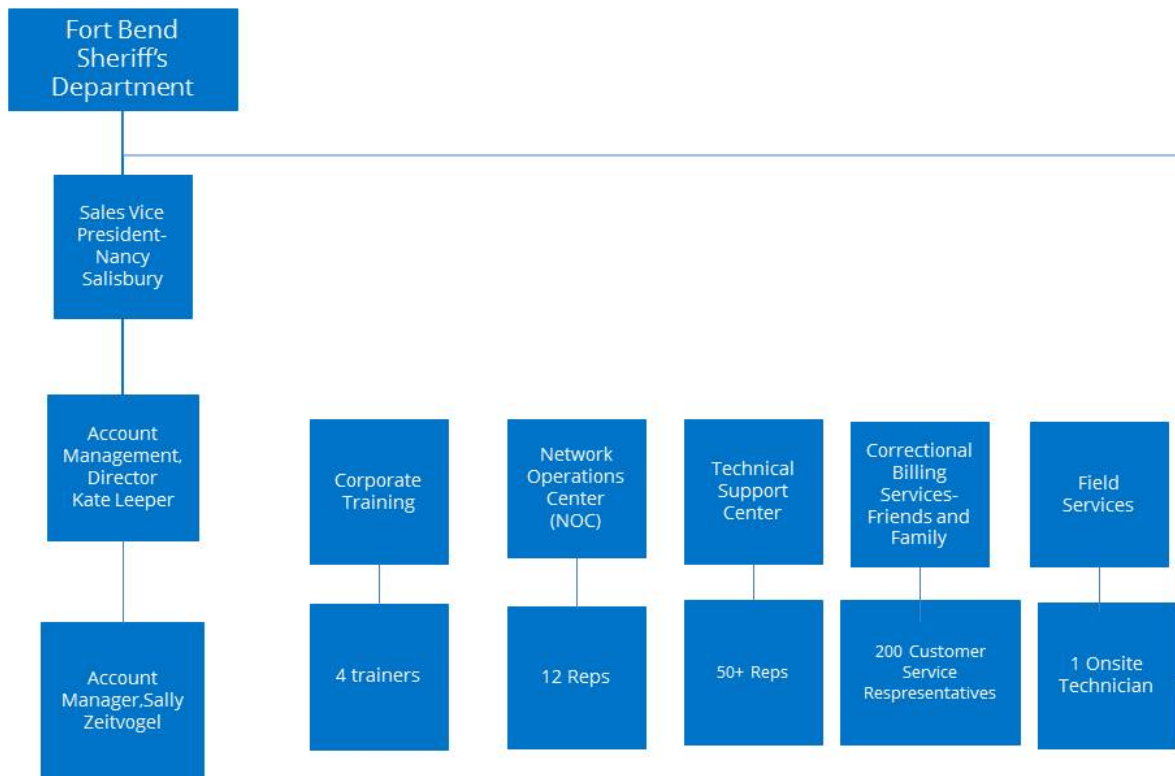 Fort Bend
Sheriff's
Department
Sales Vice
President-
Nancy
Salisbury
Account
Management,
Director
Kate Leeper
Account
Manager,Sally
Zeitvogel
Corporate
Training
4 trainers
Network
Operations
Center
(NOC)
12 Reps
Technical
Support
Center
50+ Reps
Correctional
Billing
Services-
Friends and
Family
200 Customer
Service
Respresentatives
Field
Services
1 Onsite
Technician